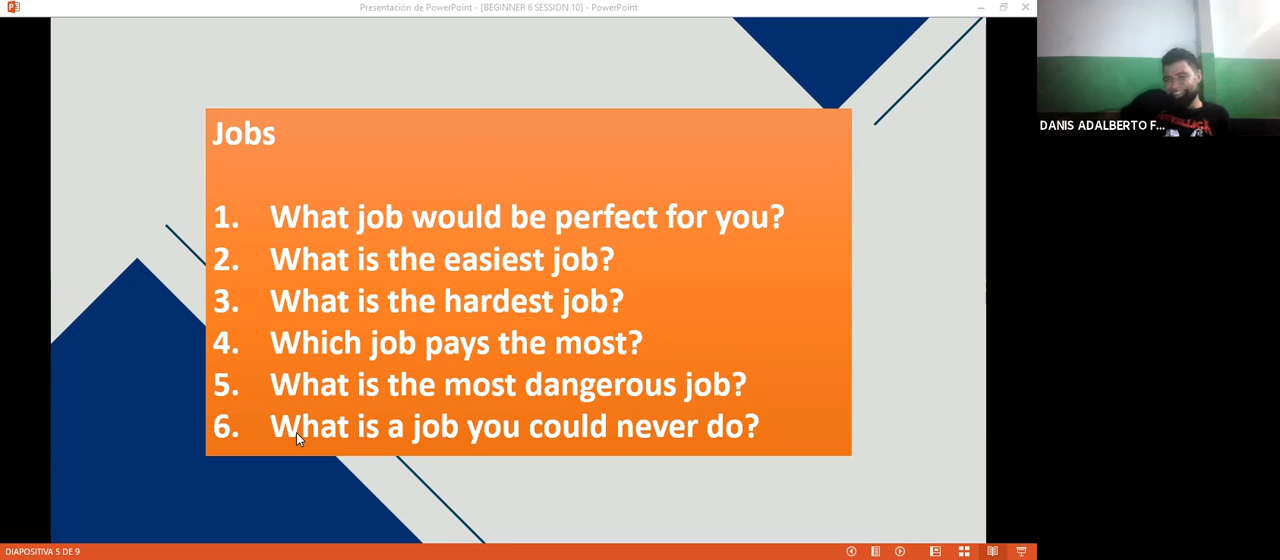 Presentación de PowerPoint - [BEGINNER 6 SESSION 10] - PowerPoint
Jobs
1. What job would be perfect for you?
2. What is the easiest job?
3. What is the hardest job?
4. Which job pays the most?
5. What is the most dangerous job?
6. What is a job you could never do?
DANIS ADALBERTO F...
METALLICA
DIAPOSITIVA 5 DE 9